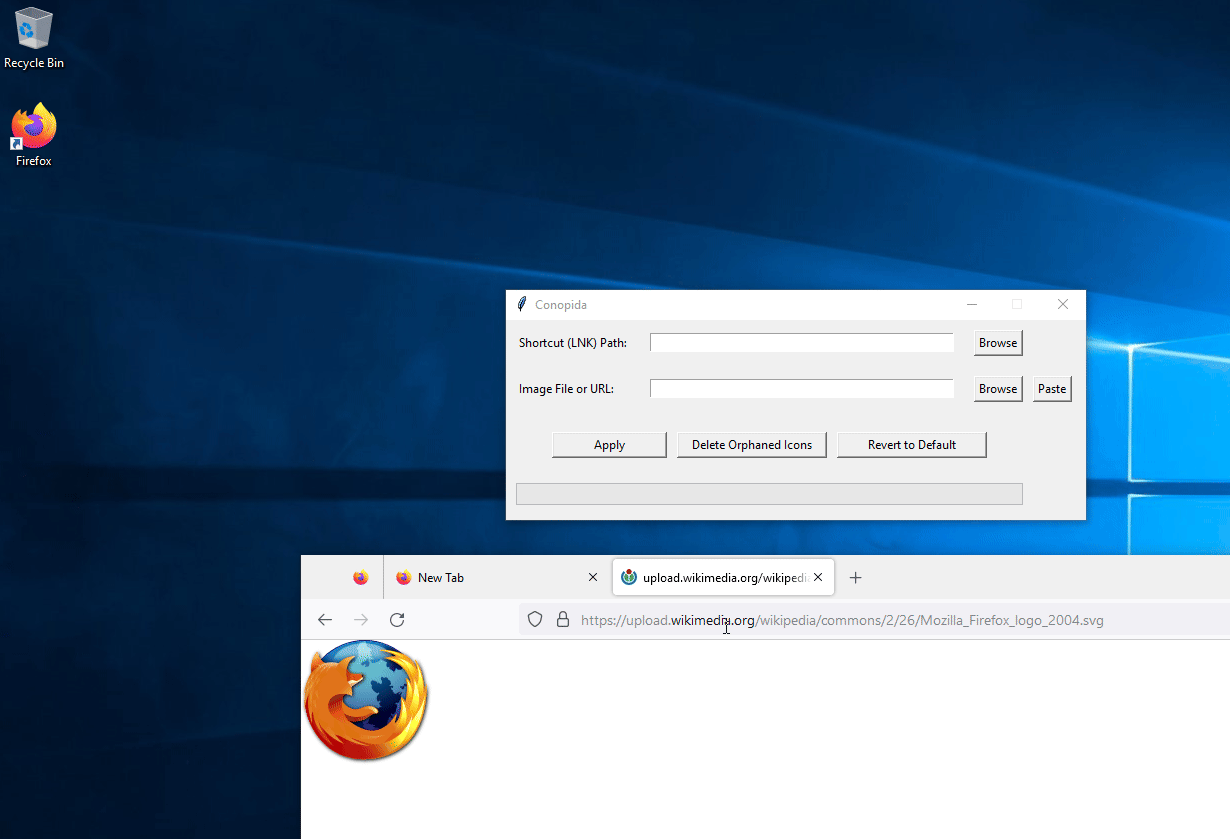 Recycle Bin
Firefox
Conopida
Shortcut (LNK) Path:
Browse
Image File or URL:
Browse
Paste
Apply
Delete Orphaned Icons
Revert to Default
New Tab
upload.wikimedia.org/wikipedi
https://upload.wikimedia.org/wikipedia/commons/2/26/Mozilla_Firefox_logo_2004.svg